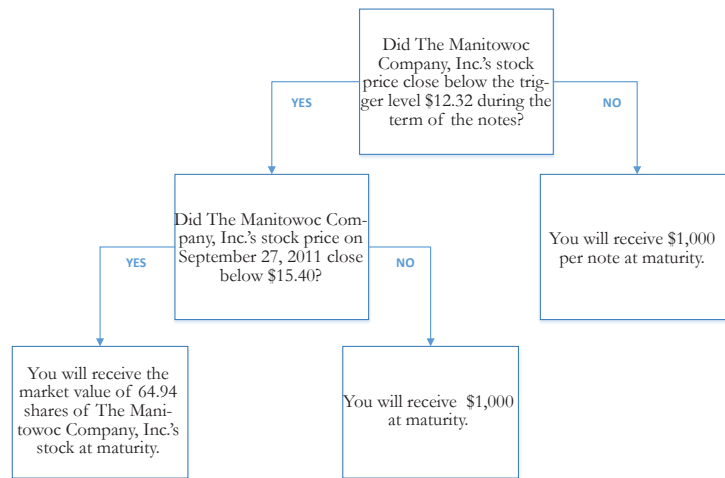 Did The Manitowoc
Company, Inc.'s stock
price close below the trig-
ger level $12.32 during the
term of the notes?
YES
NO
Did The Manitowoc Com-
pany, Inc.'s stock price on
September 27, 2011 close
below $15.40?
You will receive $1,000
per note at maturity.
YES
NO
You will receive the
market value of 64.94
shares of The Mani-
towoc Company, Inc.'s
stock at maturity.
You will receive $1,000
at maturity.